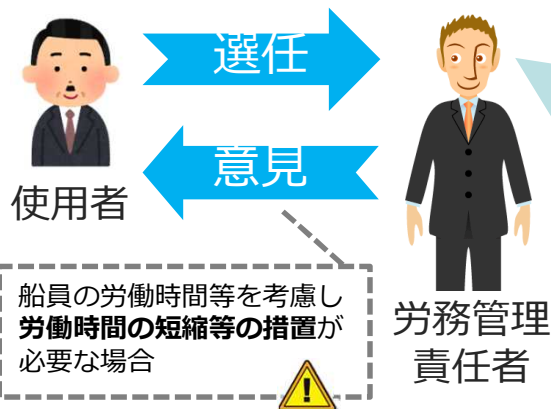 選任
意見
使用者
船員の労働時間等を考慮し
労働時間の短縮等の措置が
必要な場合
労務管理
責任者